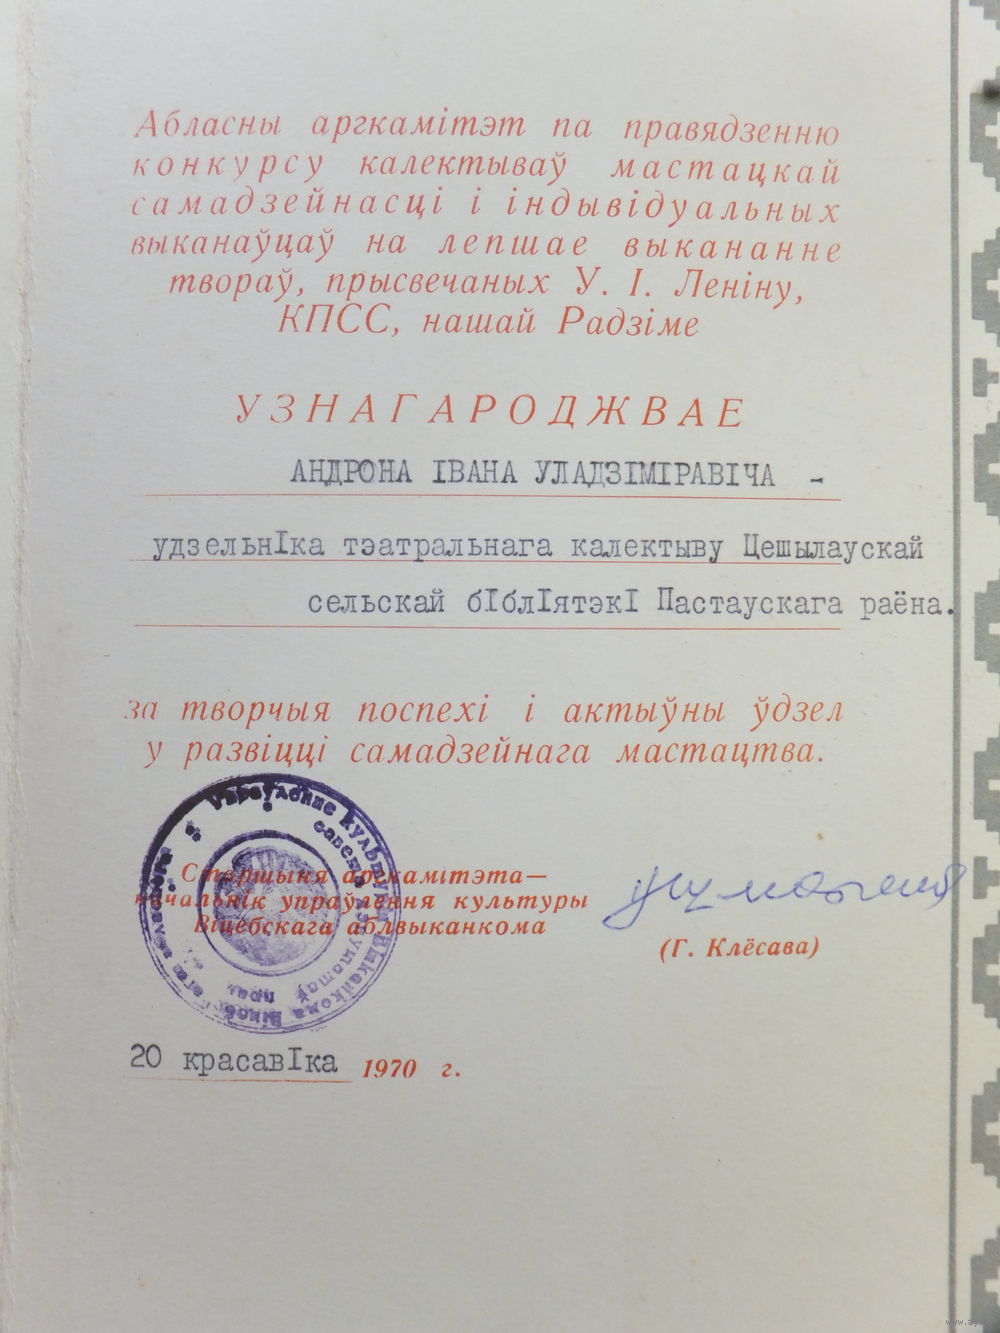 Абласны аргкамітэт па правядзенню
конкурсу калектываў мастацкай
самадзейнасці і індывідуальных
выканаўцаў на лепшае выкананне
твораў, прысвечаных У. І. Леніну,
КПСС, нашай Радзіме
УЗНАГАРОДЖВАЕ
АНДРОНА ІВАНА УЛАДЗІМІРАВІЧА -
удзельнІка тэатральнага калектыву Цешылаускай
сельскай бІблІятэкІ Пастаускага раёна.
за творчыя поспехі і актыўны ўдзел
у развіцці самадзейнага мастацтва.
Старшыня аргкамітэта—
начальнік упраўлення культуры
Віцебскага аблвыканкома
(Г. Клёсава)
20 красавІка 1970 г.